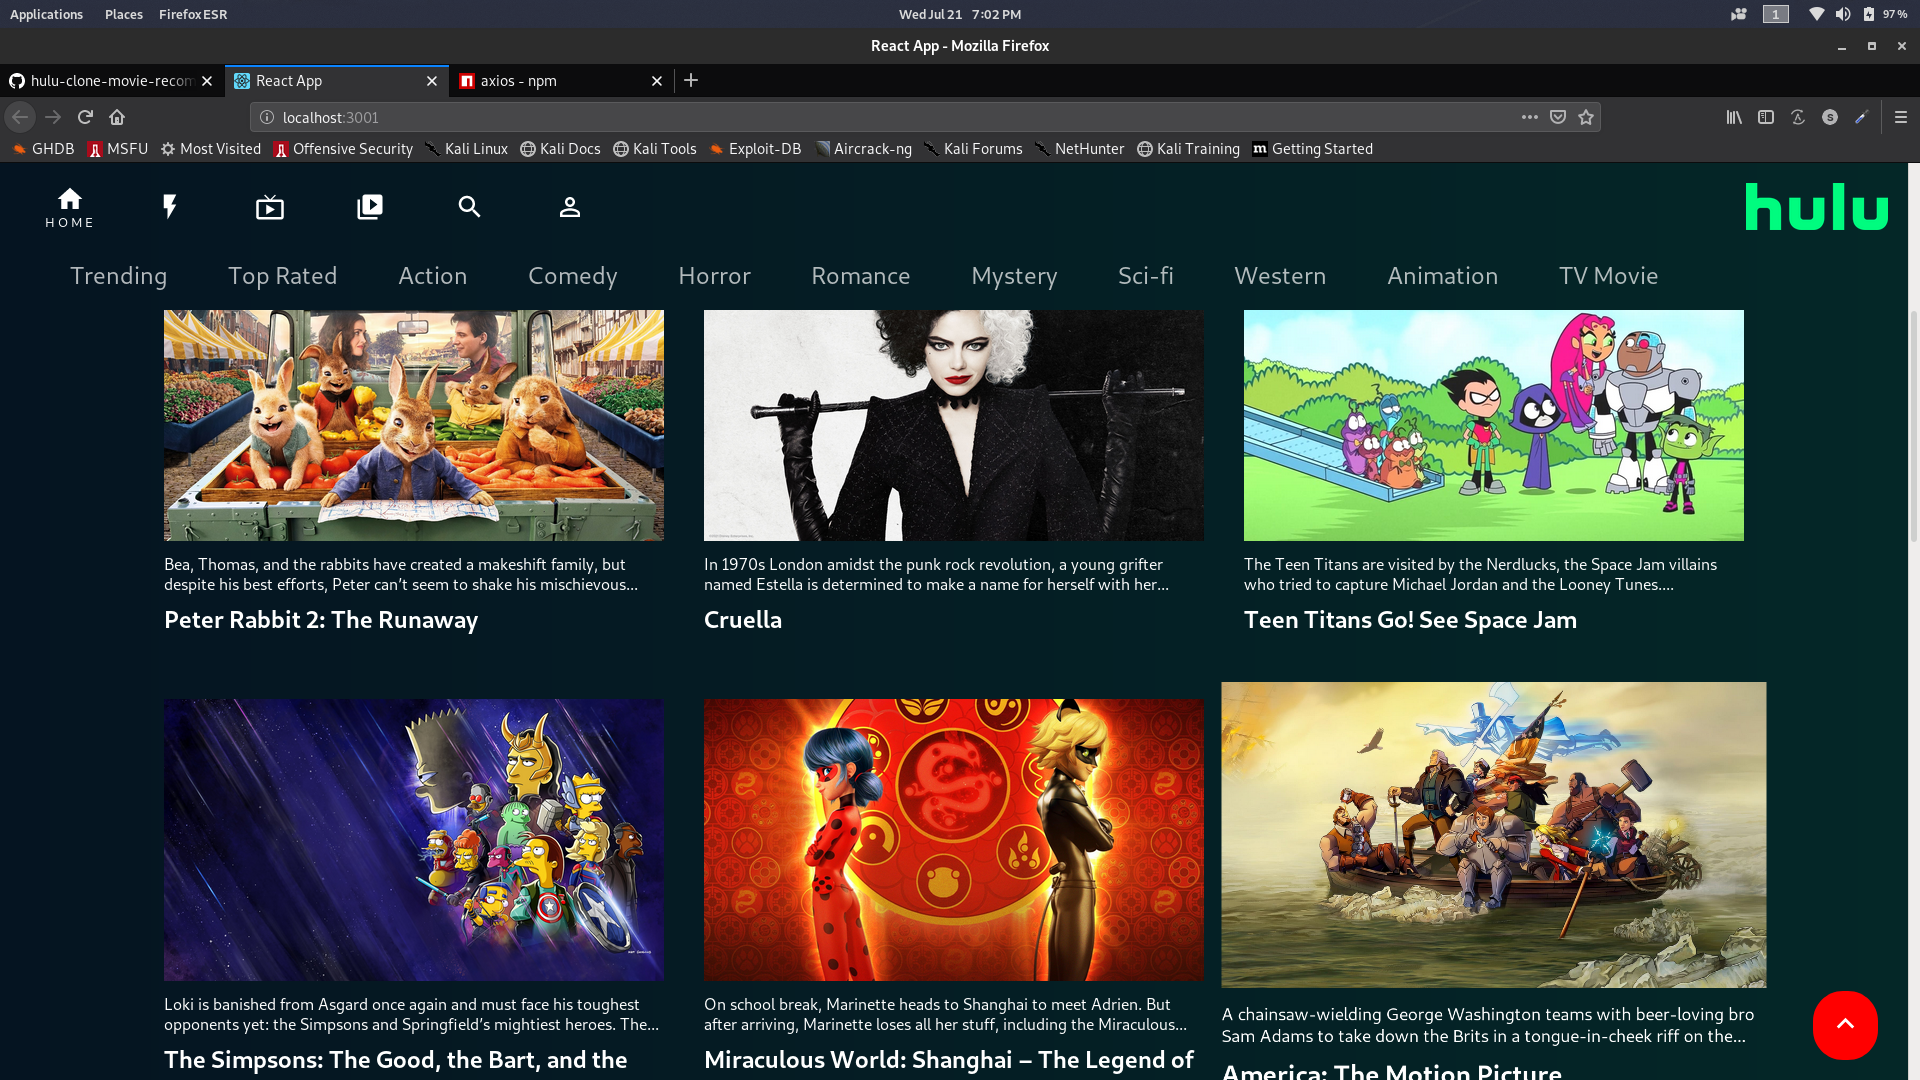 Applications Places Firefox ESR Wed Jul 21 7:02 PM 1 97 %
React App - Mozilla Firefox
hulu-clone-movie-recom React App axios - npm
localhost:3001
GHDB MSFU Most Visited Offensive Security Kali Linux Kali Docs Kali Tools Exploit-DB Aircrack-ng Kali Forums NetHunter Kali Training Getting Started
HOME
hulu
Trending Top Rated Action Comedy Horror Romance Mystery Sci-fi Western Animation TV Movie
Bea, Thomas, and the rabbits have created a makeshift family, but
despite his best efforts, Peter can’t seem to shake his mischievous...
Peter Rabbit 2: The Runaway
In 1970s London amidst the punk rock revolution, a young grifter
named Estella is determined to make a name for herself with her...
Cruella
The Teen Titans are visited by the Nerdlucks, the Space Jam villains
who tried to capture Michael Jordan and the Looney Tunes....
Teen Titans Go! See Space Jam
Loki is banished from Asgard once again and must face his toughest
opponents yet: the Simpsons and Springfield’s mightiest heroes. The...
The Simpsons: The Good, the Bart, and the
On school break, Marinette heads to Shanghai to meet Adrien. But
after arriving, Marinette loses all her stuff, including the Miraculous...
Miraculous World: Shanghai – The Legend of
A chainsaw-wielding George Washington teams with beer-loving bro
Sam Adams to take down the Brits in a tongue-in-cheek riff on the...
America: The Motion Picture